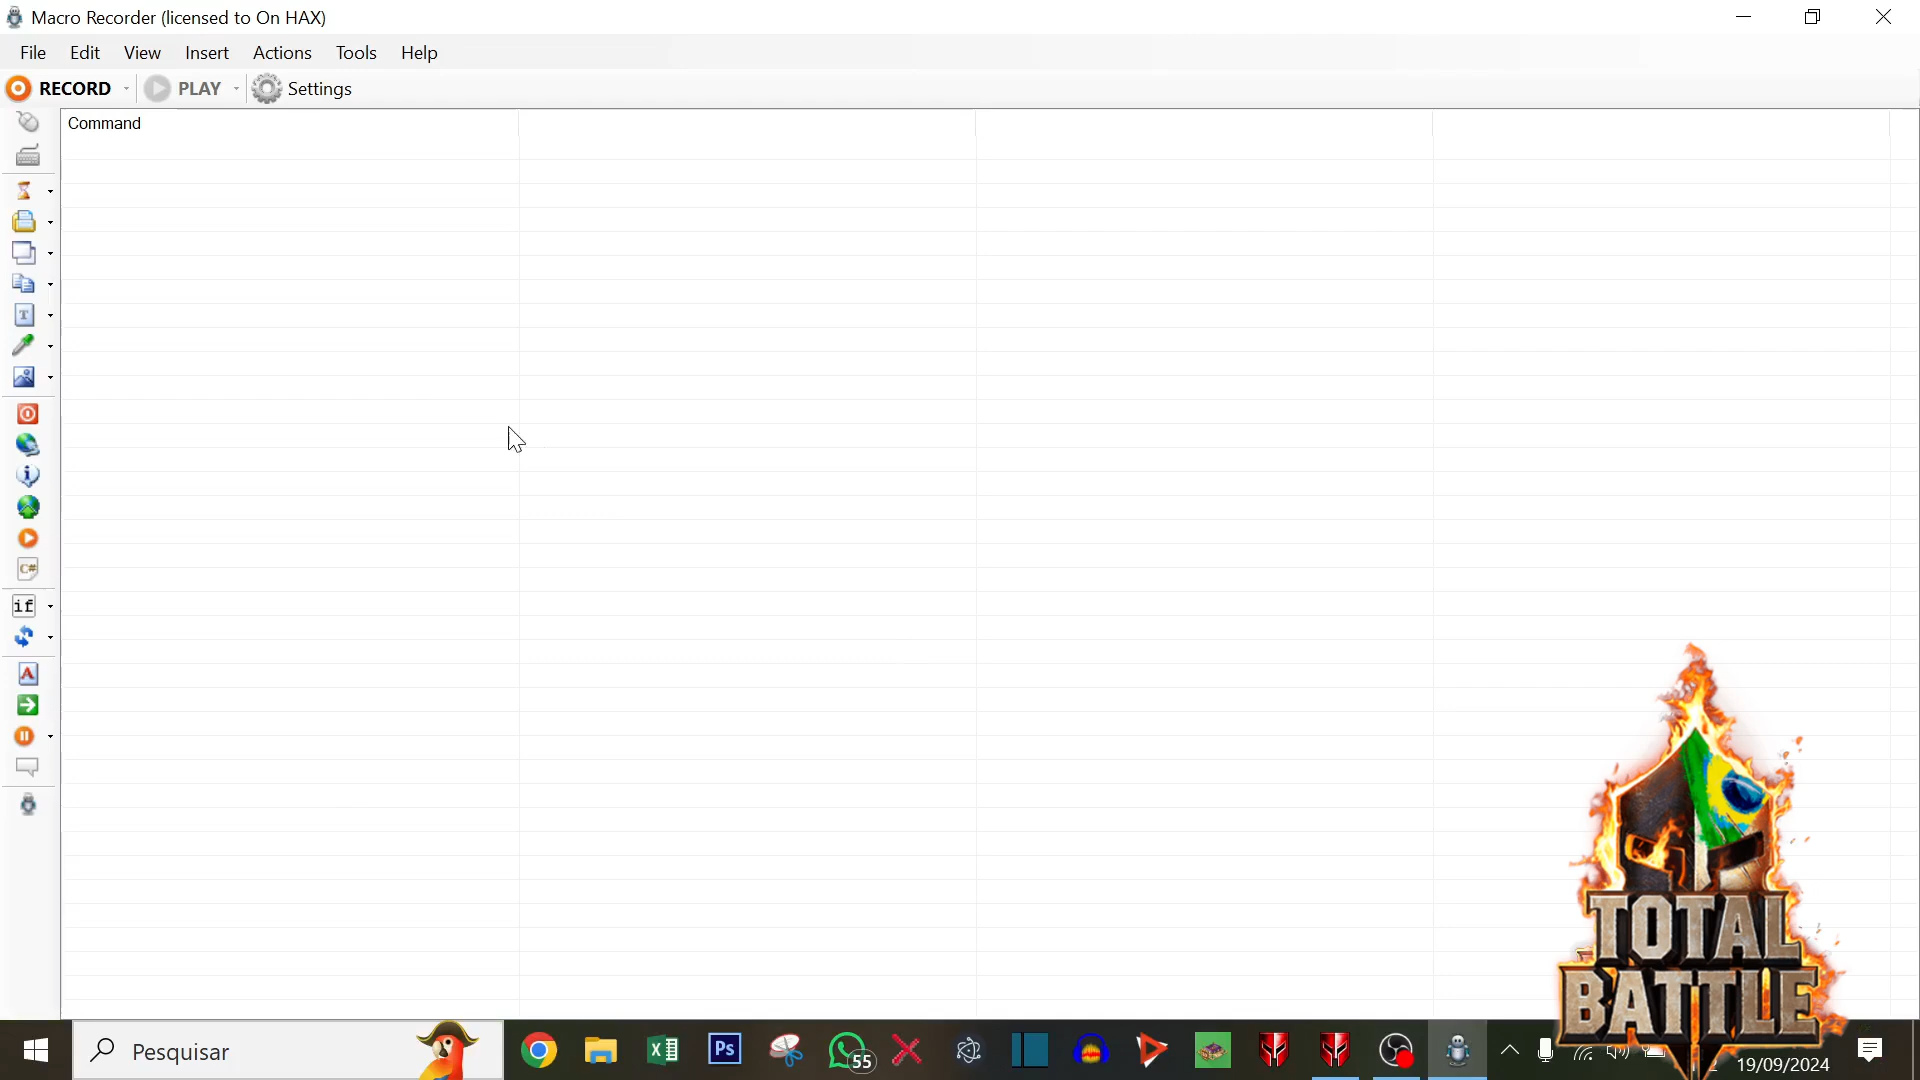 Macro Recorder (licensed to On HAX)
File Edit View Insert Actions Tools Help
RECORD PLAY Settings
Command
T
C#
if
A
TOTAL
BATTLE
Pesquisar
Ps
55
19/09/2024